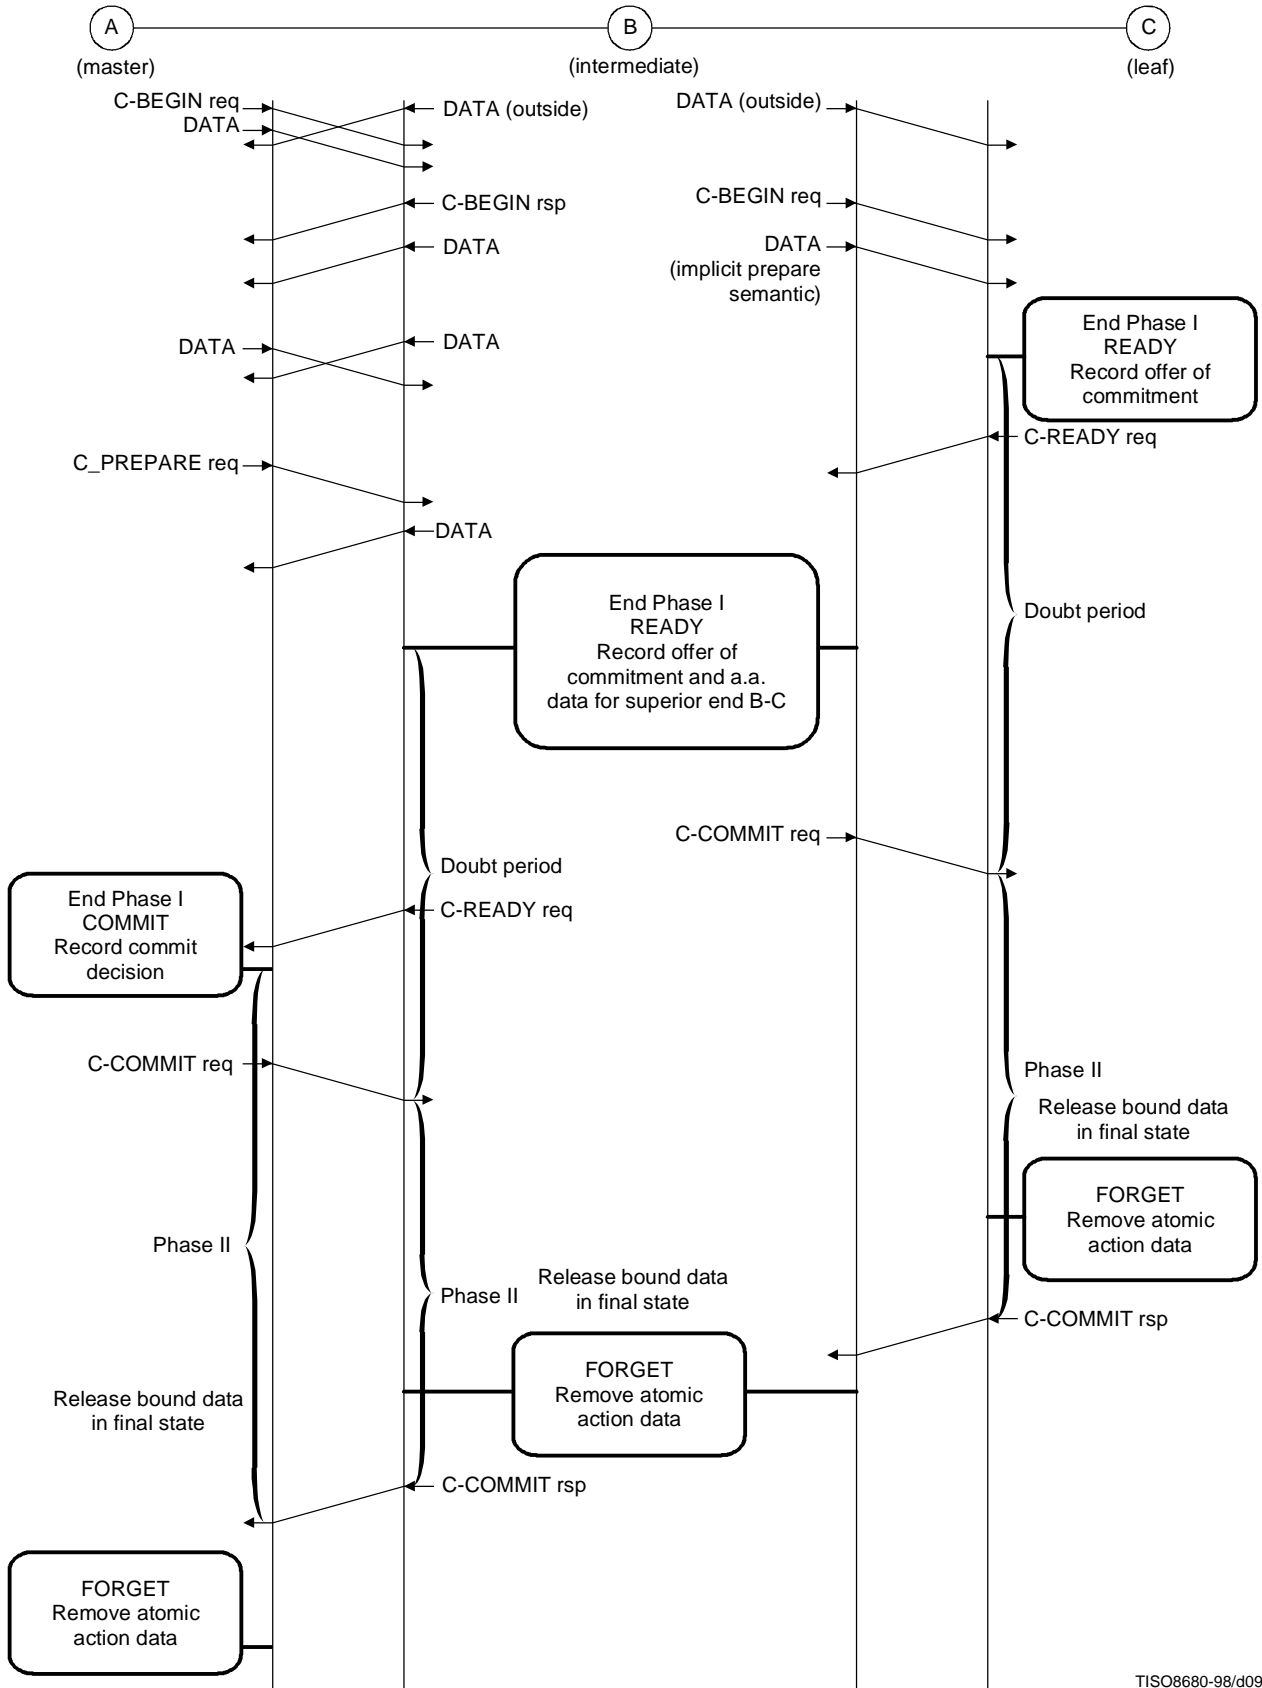 A
B
C
(master)
(intermediate)
(leaf)
C-BEGIN req
DATA (outside)
DATA (outside)
DATA
C-BEGIN rsp
C-BEGIN req
DATA
DATA
(implicit prepare
semantic)
End Phase I
READY
Record offer of
commitment
DATA
DATA
C-READY req
C_PREPARE req
DATA
End Phase I
READY
Record offer of
commitment and a.a.
data for superior end B-C
Doubt period
C-COMMIT req
Doubt period
End Phase I
COMMIT
Record commit
decision
C-READY req
C-COMMIT req
Phase II
Release bound data
in final state
FORGET
Remove atomic
action data
Phase II
Release bound data
in final state
Phase II
C-COMMIT rsp
FORGET
Remove atomic
action data
Release bound data
in final state
C-COMMIT rsp
FORGET
Remove atomic
action data
TISO8680-98/d09